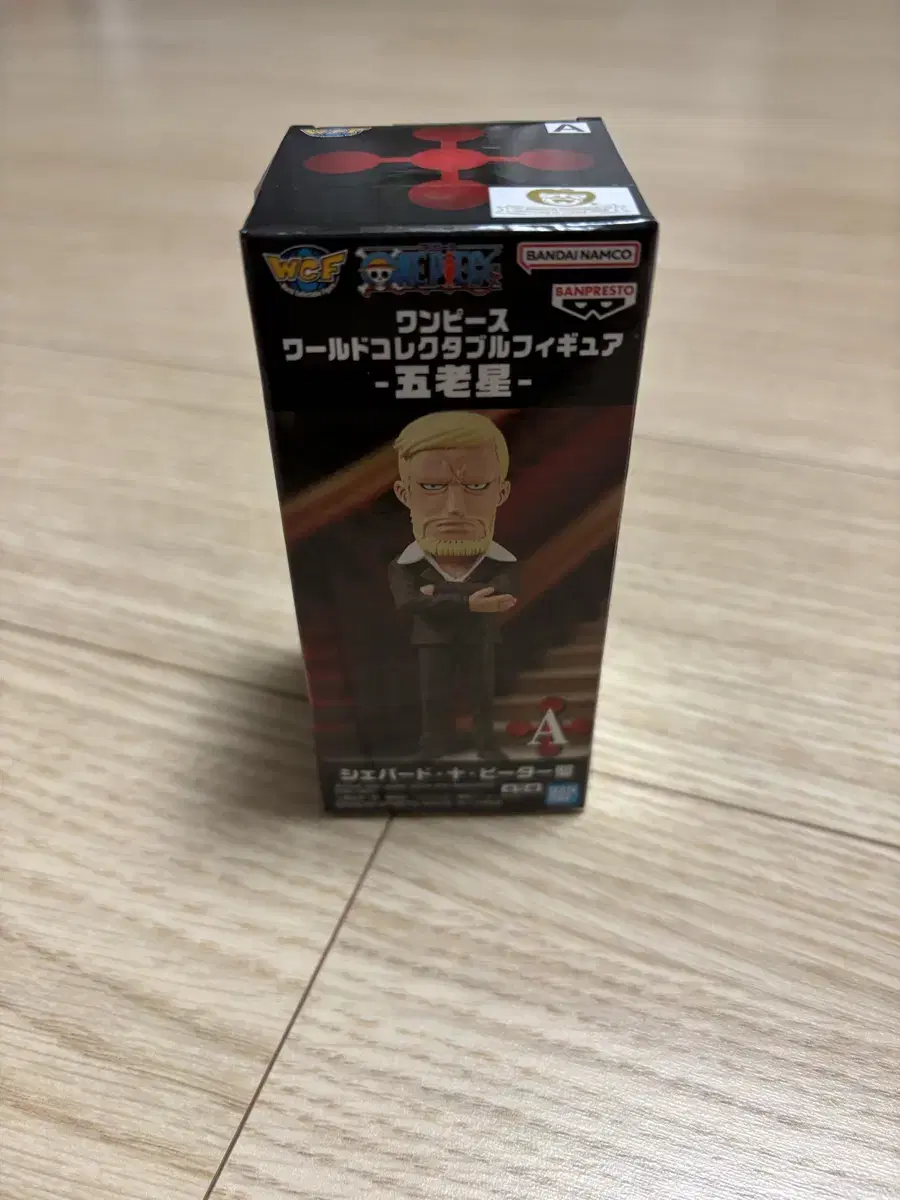 A
WCF
ONE PIECE
BANDAI NAMCO
BANPRESTO
ワンピース
ワールドコレクタブルフィギュア
-五老星-
A
シェパード・十・ピーター聖